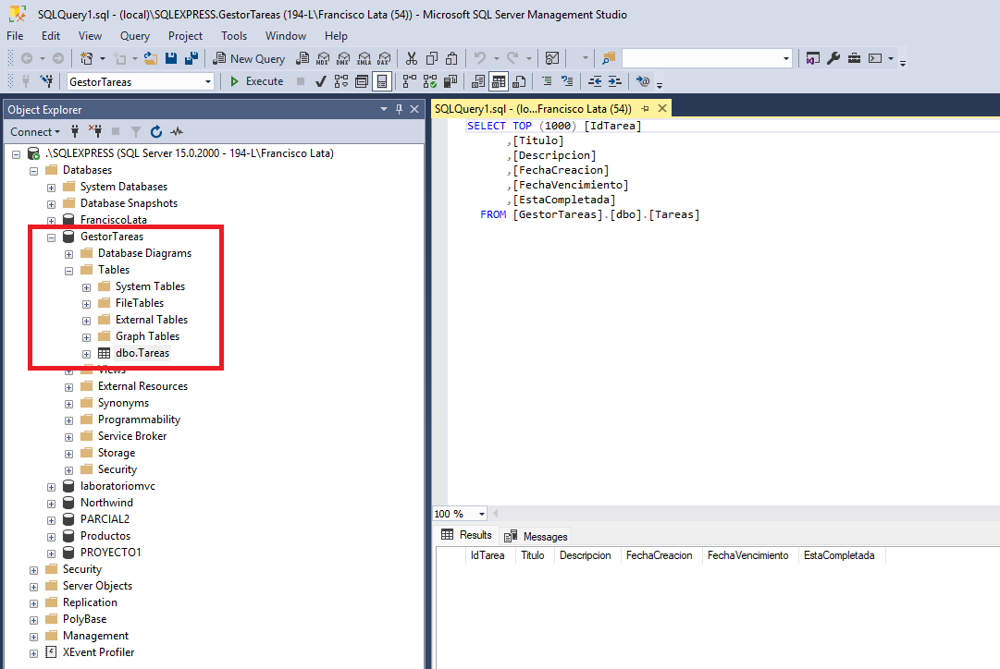 SQLQuery1.sql - (local)\SQLEXPRESS.GestorTareas (194-L\Francisco Lata (54)) - Microsoft SQL Server Management Studio
File Edit View Query Project Tools Window Help
New Query MDX DMX XMLA DAX
GestorTareas Execute
Object Explorer
Connect
.\SQLEXPRESS (SQL Server 15.0.2000 - 194-L\Francisco Lata)
Databases
System Databases
Database Snapshots
FranciscoLata
GestorTareas
Database Diagrams
Tables
System Tables
FileTables
External Tables
Graph Tables
dbo.Tareas
Views
External Resources
Synonyms
Programmability
Service Broker
Storage
Security
laboratoriomvc
Northwind
PARCIAL2
Productos
PROYECTO1
Security
Server Objects
Replication
PolyBase
Management
XEvent Profiler
SQLQuery1.sql - (lo...Francisco Lata (54))
SELECT TOP (1000) [IdTarea]
,[Titulo]
,[Descripcion]
,[FechaCreacion]
,[FechaVencimiento]
,[EstaCompletada]
FROM [GestorTareas].[dbo].[Tareas]
100 %
Results Messages
IdTarea Titulo Descripcion FechaCreacion FechaVencimiento EstaCompletada